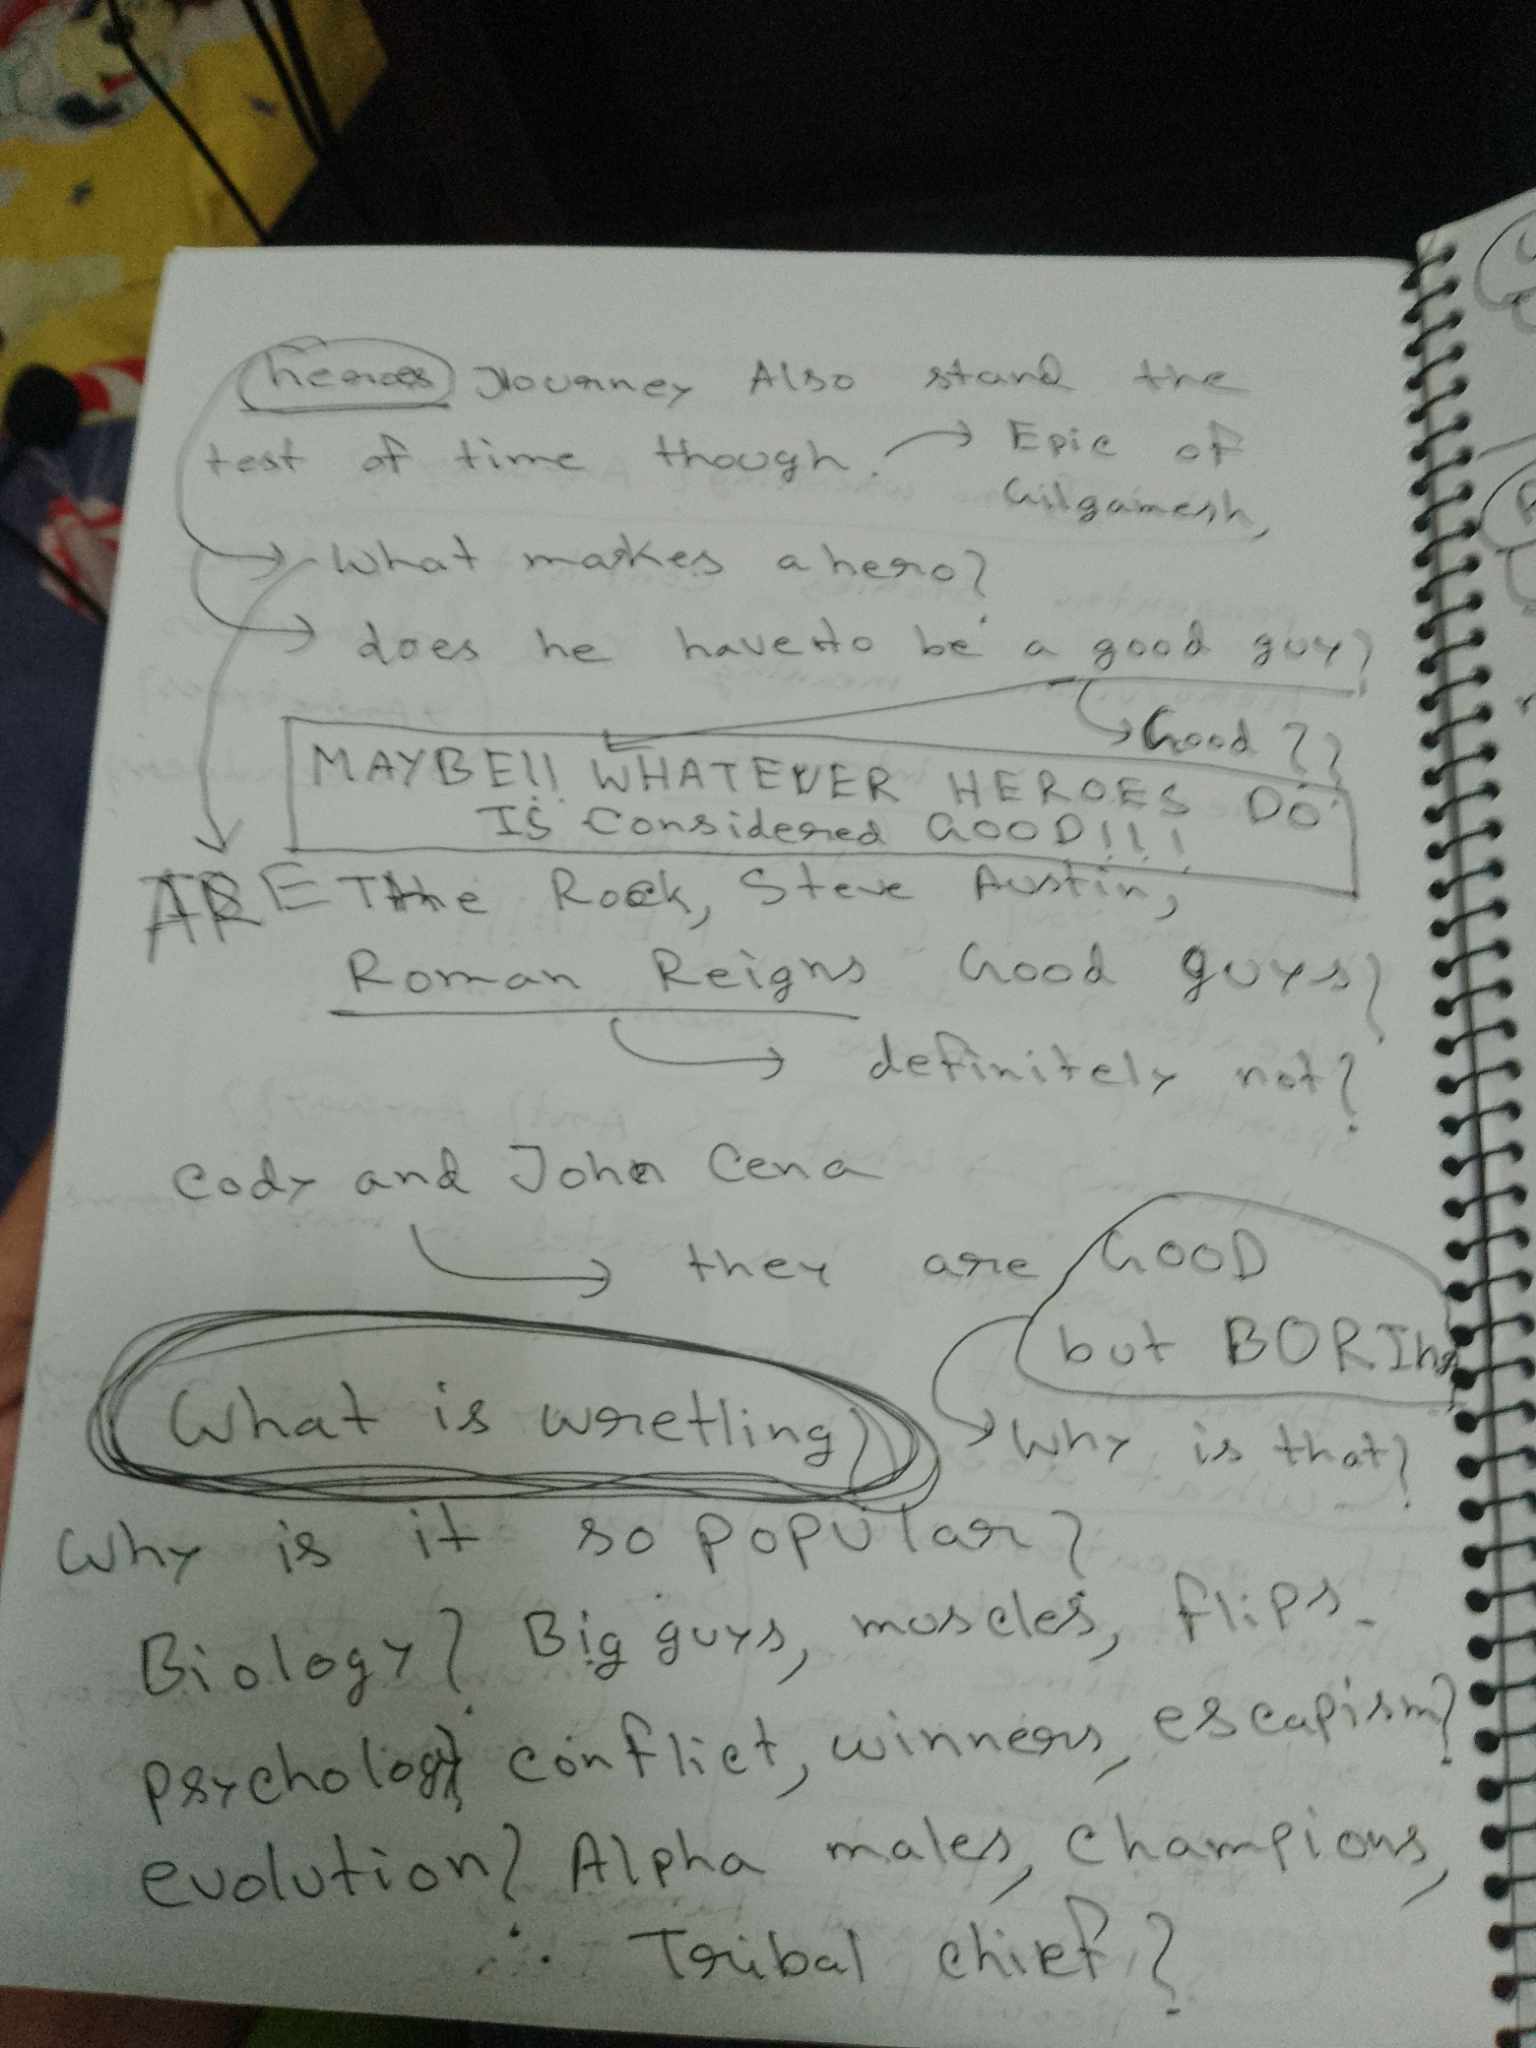 heroes Journey Also stand the
test of time though. → Epic of
Gilgamesh,
→ What makes a hero?
→ does he have to be a good guy?
→ Good??
MAYBE!! WHATEVER HEROES DO
IS Considered GOOD!!!
ARE The Rock, Steve Austin,
Roman Reigns Good guys?
→ definitely not?
Cody and John Cena
→ they are GOOD
but BORING
→ Why is that?
What is wretling?
Why is it so popular?
Biology? Big guys, muscles, flips.
psychology? conflict, winners, escapism?
evolution? Alpha males, champions,
∴ Tribal chief?